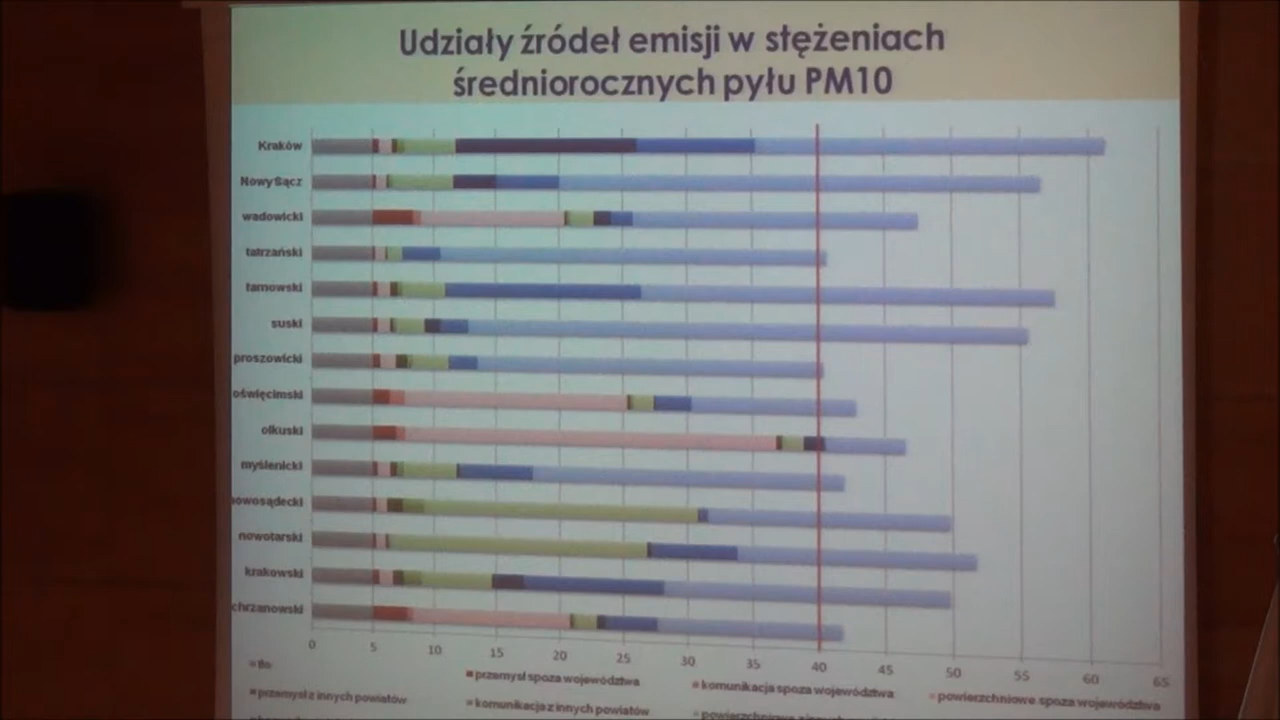 Udziały źródeł emisji w stężeniach
średniorocznych pyłu PM10
Kraków
Nowy Sącz
wadowicki
tatrzański
tarnowski
suski
proszowicki
oświęcimski
olkuski
myślenicki
owosądecki
nowotarski
krakowski
chrzanowski
0 5 10 15 20 25 30 35 40 45 50 55 60 65
tło
przemysł spoza województwa
komunikacja spoza województwa
powierzchniowe spoza województwa
przemysł z innych powiatów
komunikacja z innych powiatów